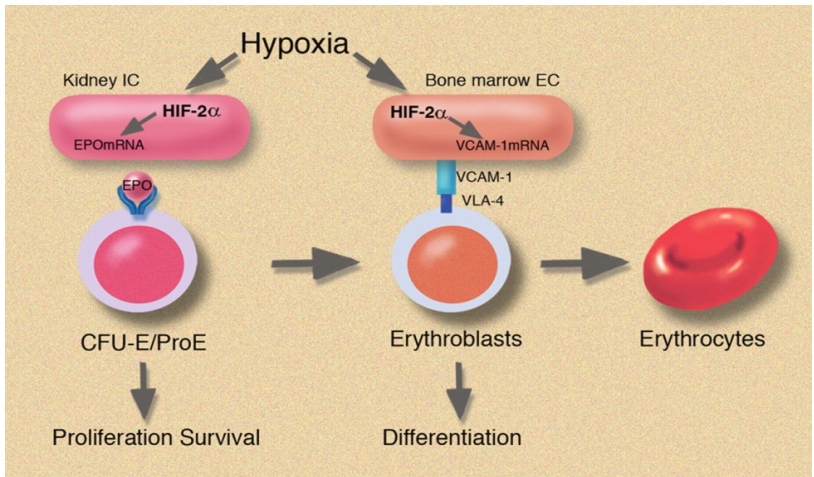 Hypoxia
Kidney IC
Bone marrow EC
HIF-2α
EPOmRNA
HIF-2α
VCAM-1mRNA
EPO
VCAM-1
VLA-4
CFU-E/ProE
Erythroblasts
Erythrocytes
Proliferation Survival
Differentiation